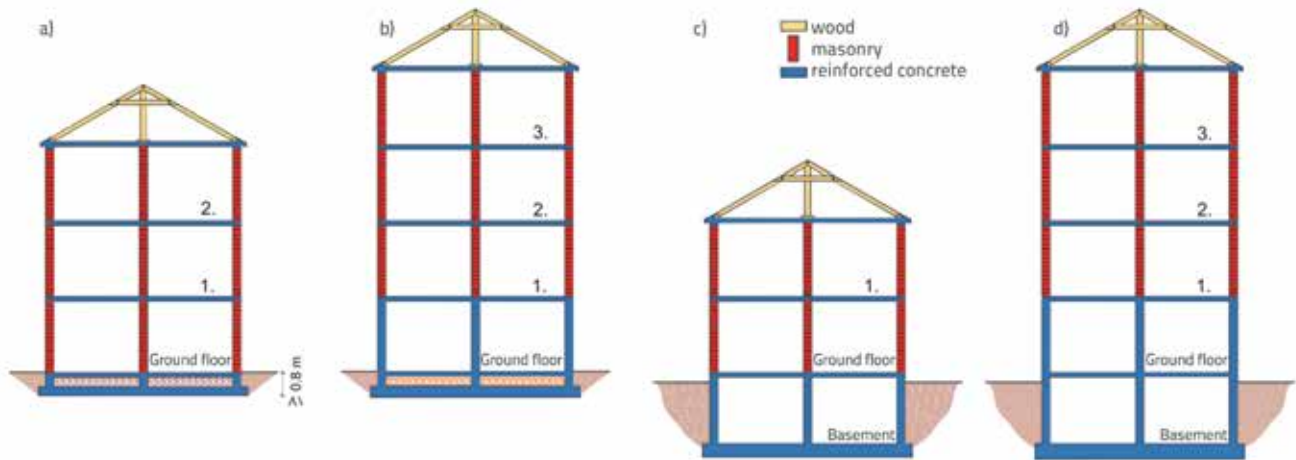 a)
b)
c)
d)
wood
masonry
reinforced concrete
2.
1.
Ground floor
≥ 0.8 m
3.
2.
1.
Ground floor
1.
Ground floor
Basement
3.
2.
1.
Ground floor
Basement